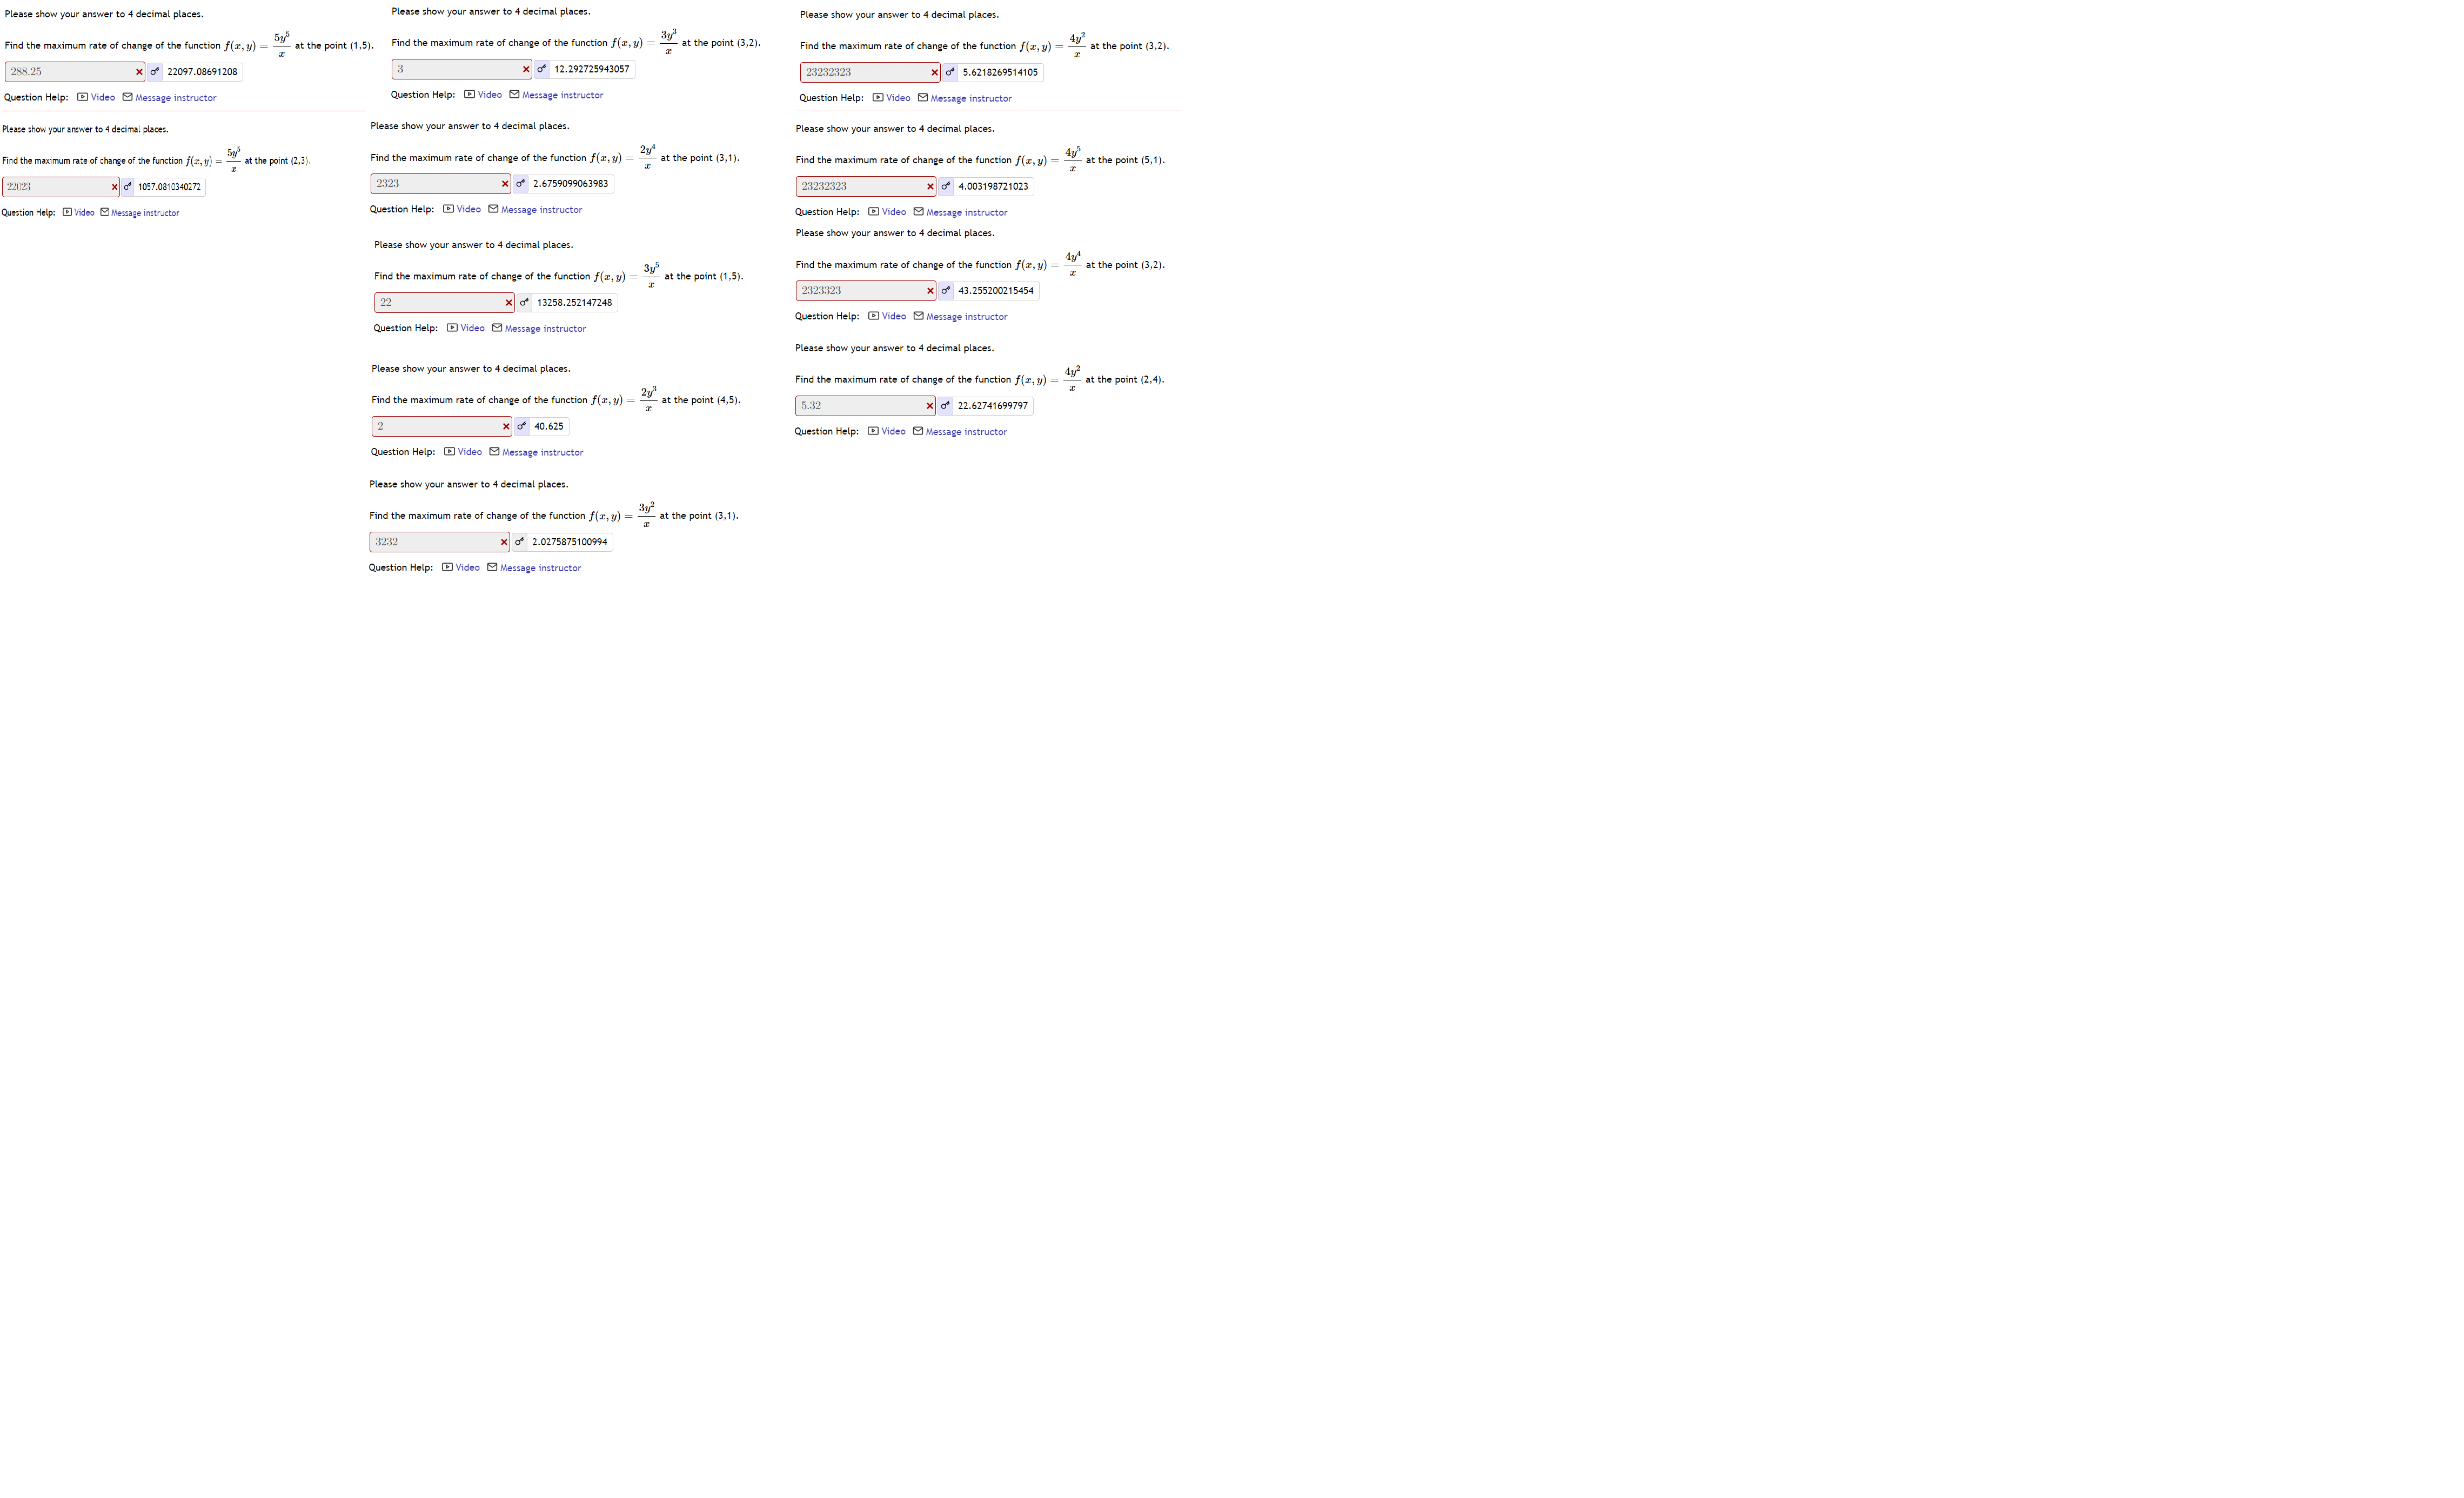 Please show your answer to 4 decimal places.
Find the maximum rate of change of the function f(x, y) = 5y^5/x at the point (1,5).
288.25 22097.08691208
Question Help: Video Message instructor
Please show your answer to 4 decimal places.
Find the maximum rate of change of the function f(x, y) = 5y^5/x at the point (2,3).
22023 1057.0810340272
Question Help: Video Message instructor
Please show your answer to 4 decimal places.
Find the maximum rate of change of the function f(x, y) = 3y^3/x at the point (3,2).
3 12.292725943057
Question Help: Video Message instructor
Please show your answer to 4 decimal places.
Find the maximum rate of change of the function f(x, y) = 2y^4/x at the point (3,1).
2323 2.6759099063983
Question Help: Video Message instructor
Please show your answer to 4 decimal places.
Find the maximum rate of change of the function f(x, y) = 3y^5/x at the point (1,5).
22 13258.252147248
Question Help: Video Message instructor
Please show your answer to 4 decimal places.
Find the maximum rate of change of the function f(x, y) = 2y^3/x at the point (4,5).
2 40.625
Question Help: Video Message instructor
Please show your answer to 4 decimal places.
Find the maximum rate of change of the function f(x, y) = 3y^2/x at the point (3,1).
3232 2.0275875100994
Question Help: Video Message instructor
Please show your answer to 4 decimal places.
Find the maximum rate of change of the function f(x, y) = 4y^2/x at the point (3,2).
23232323 5.6218269514105
Question Help: Video Message instructor
Please show your answer to 4 decimal places.
Find the maximum rate of change of the function f(x, y) = 4y^5/x at the point (5,1).
23232323 4.003198721023
Question Help: Video Message instructor
Please show your answer to 4 decimal places.
Find the maximum rate of change of the function f(x, y) = 4y^4/x at the point (3,2).
2323323 43.255200215454
Question Help: Video Message instructor
Please show your answer to 4 decimal places.
Find the maximum rate of change of the function f(x, y) = 4y^2/x at the point (2,4).
5.32 22.62741699797
Question Help: Video Message instructor